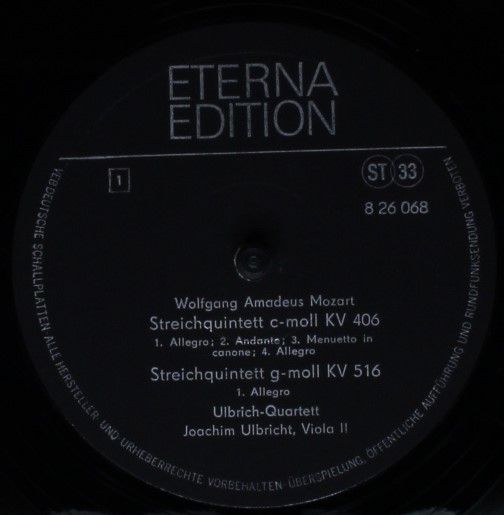 ETERNA
EDITION
1
ST 33
8 26 068
Wolfgang Amadeus Mozart
Streichquintett c-moll KV 406
1. Allegro; 2. Andante; 3. Menuetto in
canone; 4. Allegro
Streichquintett g-moll KV 516
1. Allegro
Ulbrich-Quartett
Joachim Ulbricht, Viola II
VEB DEUTSCHE SCHALLPLATTEN ALLE HERSTELLER- UND URHEBERRECHTE VORBEHALTEN-ÜBERSPIELUNG, ÖFFENTLICHE AUFFÜHRUNG UND RUNDFUNKSENDUNG VERBOTEN